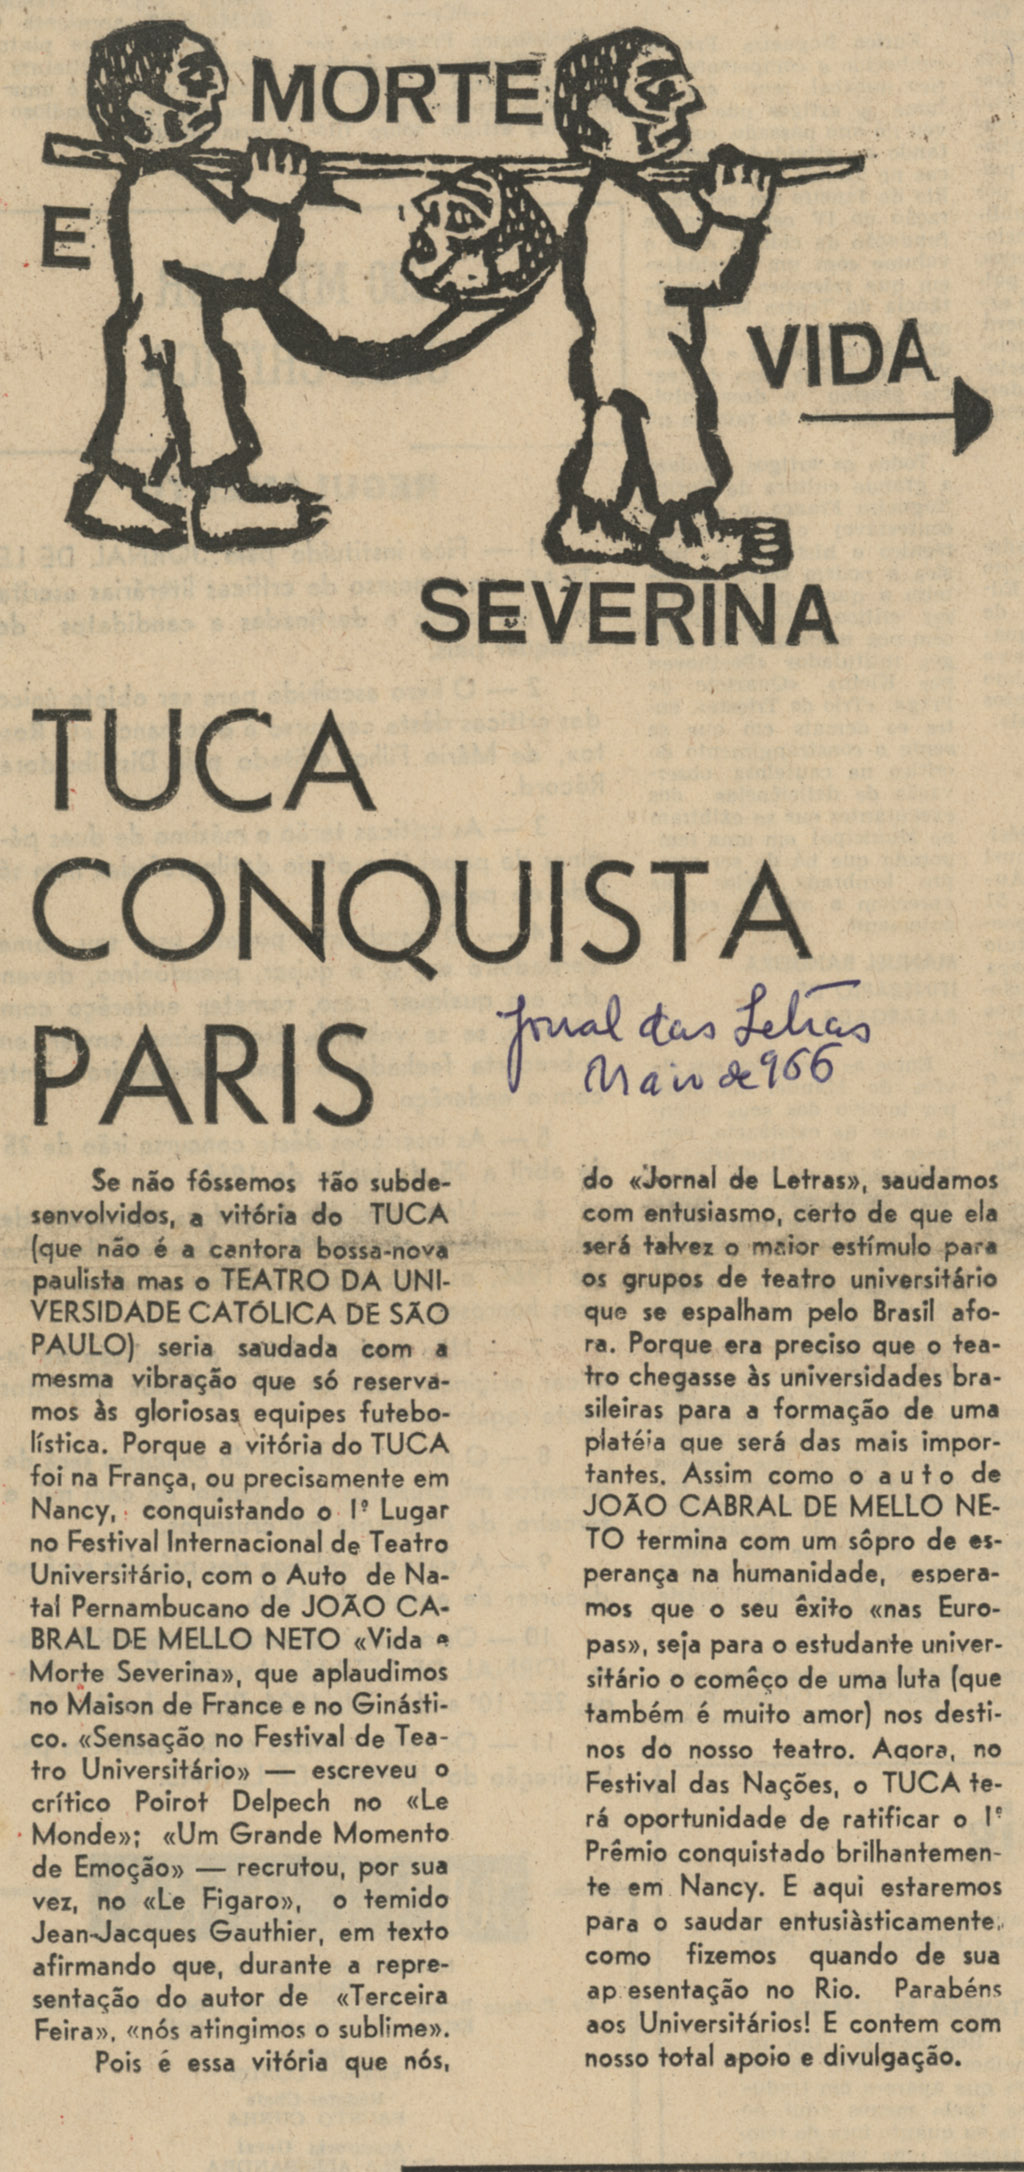 MORTE
E
VIDA
SEVERINA
TUCA
CONQUISTA
PARIS
Jornal das Letras
Maio de 966
Se não fôssemos tão subde-
senvolvidos, a vitória do TUCA
(que não é a cantora bossa-nova
paulista mas o TEATRO DA UNI-
VERSIDADE CATÓLICA DE SÃO
PAULO) seria saudada com a
mesma vibração que só reserva-
mos às gloriosas equipes futebo-
lística. Porque a vitória do TUCA
foi na França, ou precisamente em
Nancy, conquistando o 1º Lugar
no Festival Internacional de Teatro
Universitário, com o Auto de Na-
tal Pernambucano de JOÃO CA-
BRAL DE MELLO NETO «Vida e
Morte Severina», que aplaudimos
no Maison de France e no Ginásti-
co. «Sensação no Festival de Tea-
tro Universitário» — escreveu o
crítico Poirot Delpech no «Le
Monde»; «Um Grande Momento
de Emoção» — recrutou, por sua
vez, no «Le Figaro», o temido
Jean-Jacques Gauthier, em texto
afirmando que, durante a repre-
sentação do autor de «Terceira
Feira», «nós atingimos o sublime».
Pois é essa vitória que nós,
do «Jornal de Letras», saudamos
com entusiasmo, certo de que ela
será talvez o maior estímulo para
os grupos de teatro universitário
que se espalham pelo Brasil afo-
ra. Porque era preciso que o tea-
tro chegasse às universidades bra-
sileiras para a formação de uma
platéia que será das mais impor-
tantes. Assim como o auto de
JOÃO CABRAL DE MELLO NE-
TO termina com um sôpro de es-
perança na humanidade, espera-
mos que o seu êxito «nas Euro-
pas», seja para o estudante univer-
sitário o comêço de uma luta (que
também é muito amor) nos desti-
nos do nosso teatro. Agora, no
Festival das Nações, o TUCA te-
rá oportunidade de ratificar o 1º
Prêmio conquistado brilhantemen-
te em Nancy. E aqui estaremos
para o saudar entusiàsticamente,
como fizemos quando de sua
ap esentação no Rio. Parabéns
aos Universitários! E contem com
nosso total apoio e divulgação.